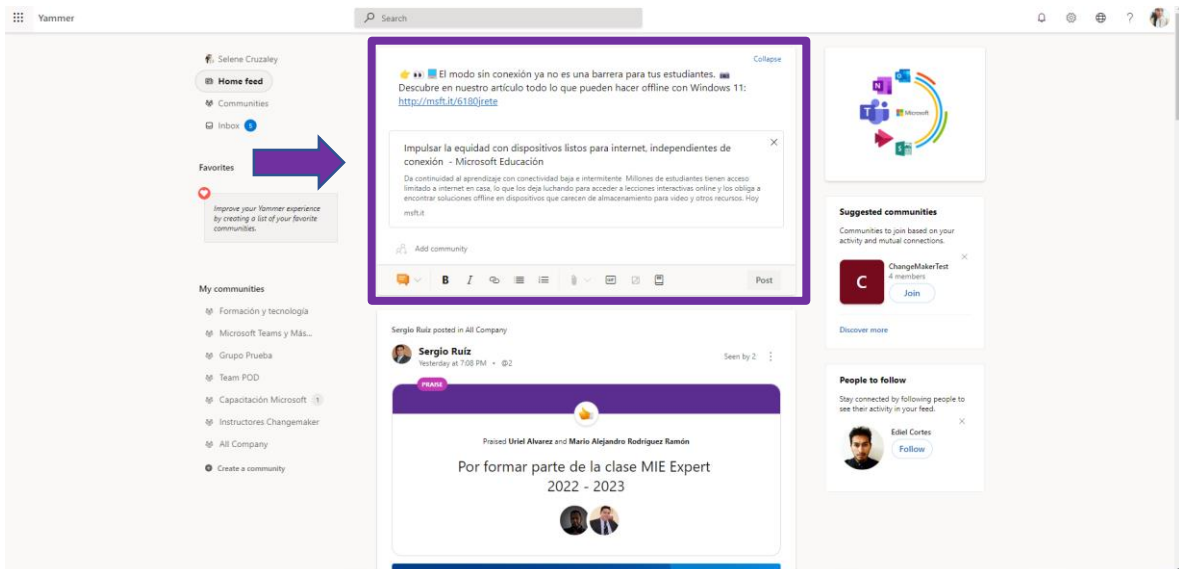 Yammer
Search
Selene Cruzaley
Home feed
Communities
Inbox
Favorites
Improve your Yammer experience
by creating a list of your favorite
communities.
My communities
Formación y tecnología
Microsoft Teams y Más...
Grupo Prueba
Team POD
Capacitación Microsoft 1
Instructores Changemaker
All Company
Create a community
Collapse
👉 👀 💻El modo sin conexión ya no es una barrera para tus estudiantes.
Descubre en nuestro artículo todo lo que pueden hacer offline con Windows 11:
http://msft.it/6180jrete
Impulsar la equidad con dispositivos listos para internet, independientes de
conexión - Microsoft Educación
Da continuidad al aprendizaje con conectividad baja e intermitente Millones de estudiantes tienen acceso
limitado a internet en casa, lo que los deja luchando para acceder a lecciones interactivas online y los obliga a
encontrar soluciones offline en dispositivos que carecen de almacenamiento para video y otros recursos. Hoy
msft.it
Add community
B I
GIF
Post
Sergio Ruiz posted in All Company
Sergio Ruíz
Yesterday at 7:08 PM • @2
Seen by 2
PRAISE
Praised Uriel Alvarez and Mario Alejandro Rodríguez Ramón
Por formar parte de la clase MIE Expert
2022 - 2023
Microsoft
Suggested communities
Communities to join based on your
activity and mutual connections.
C
ChangeMakerTest
4 members
Join
Discover more
People to follow
Stay connected by following people to
see their activity in your feed.
Ediel Cortes
Follow